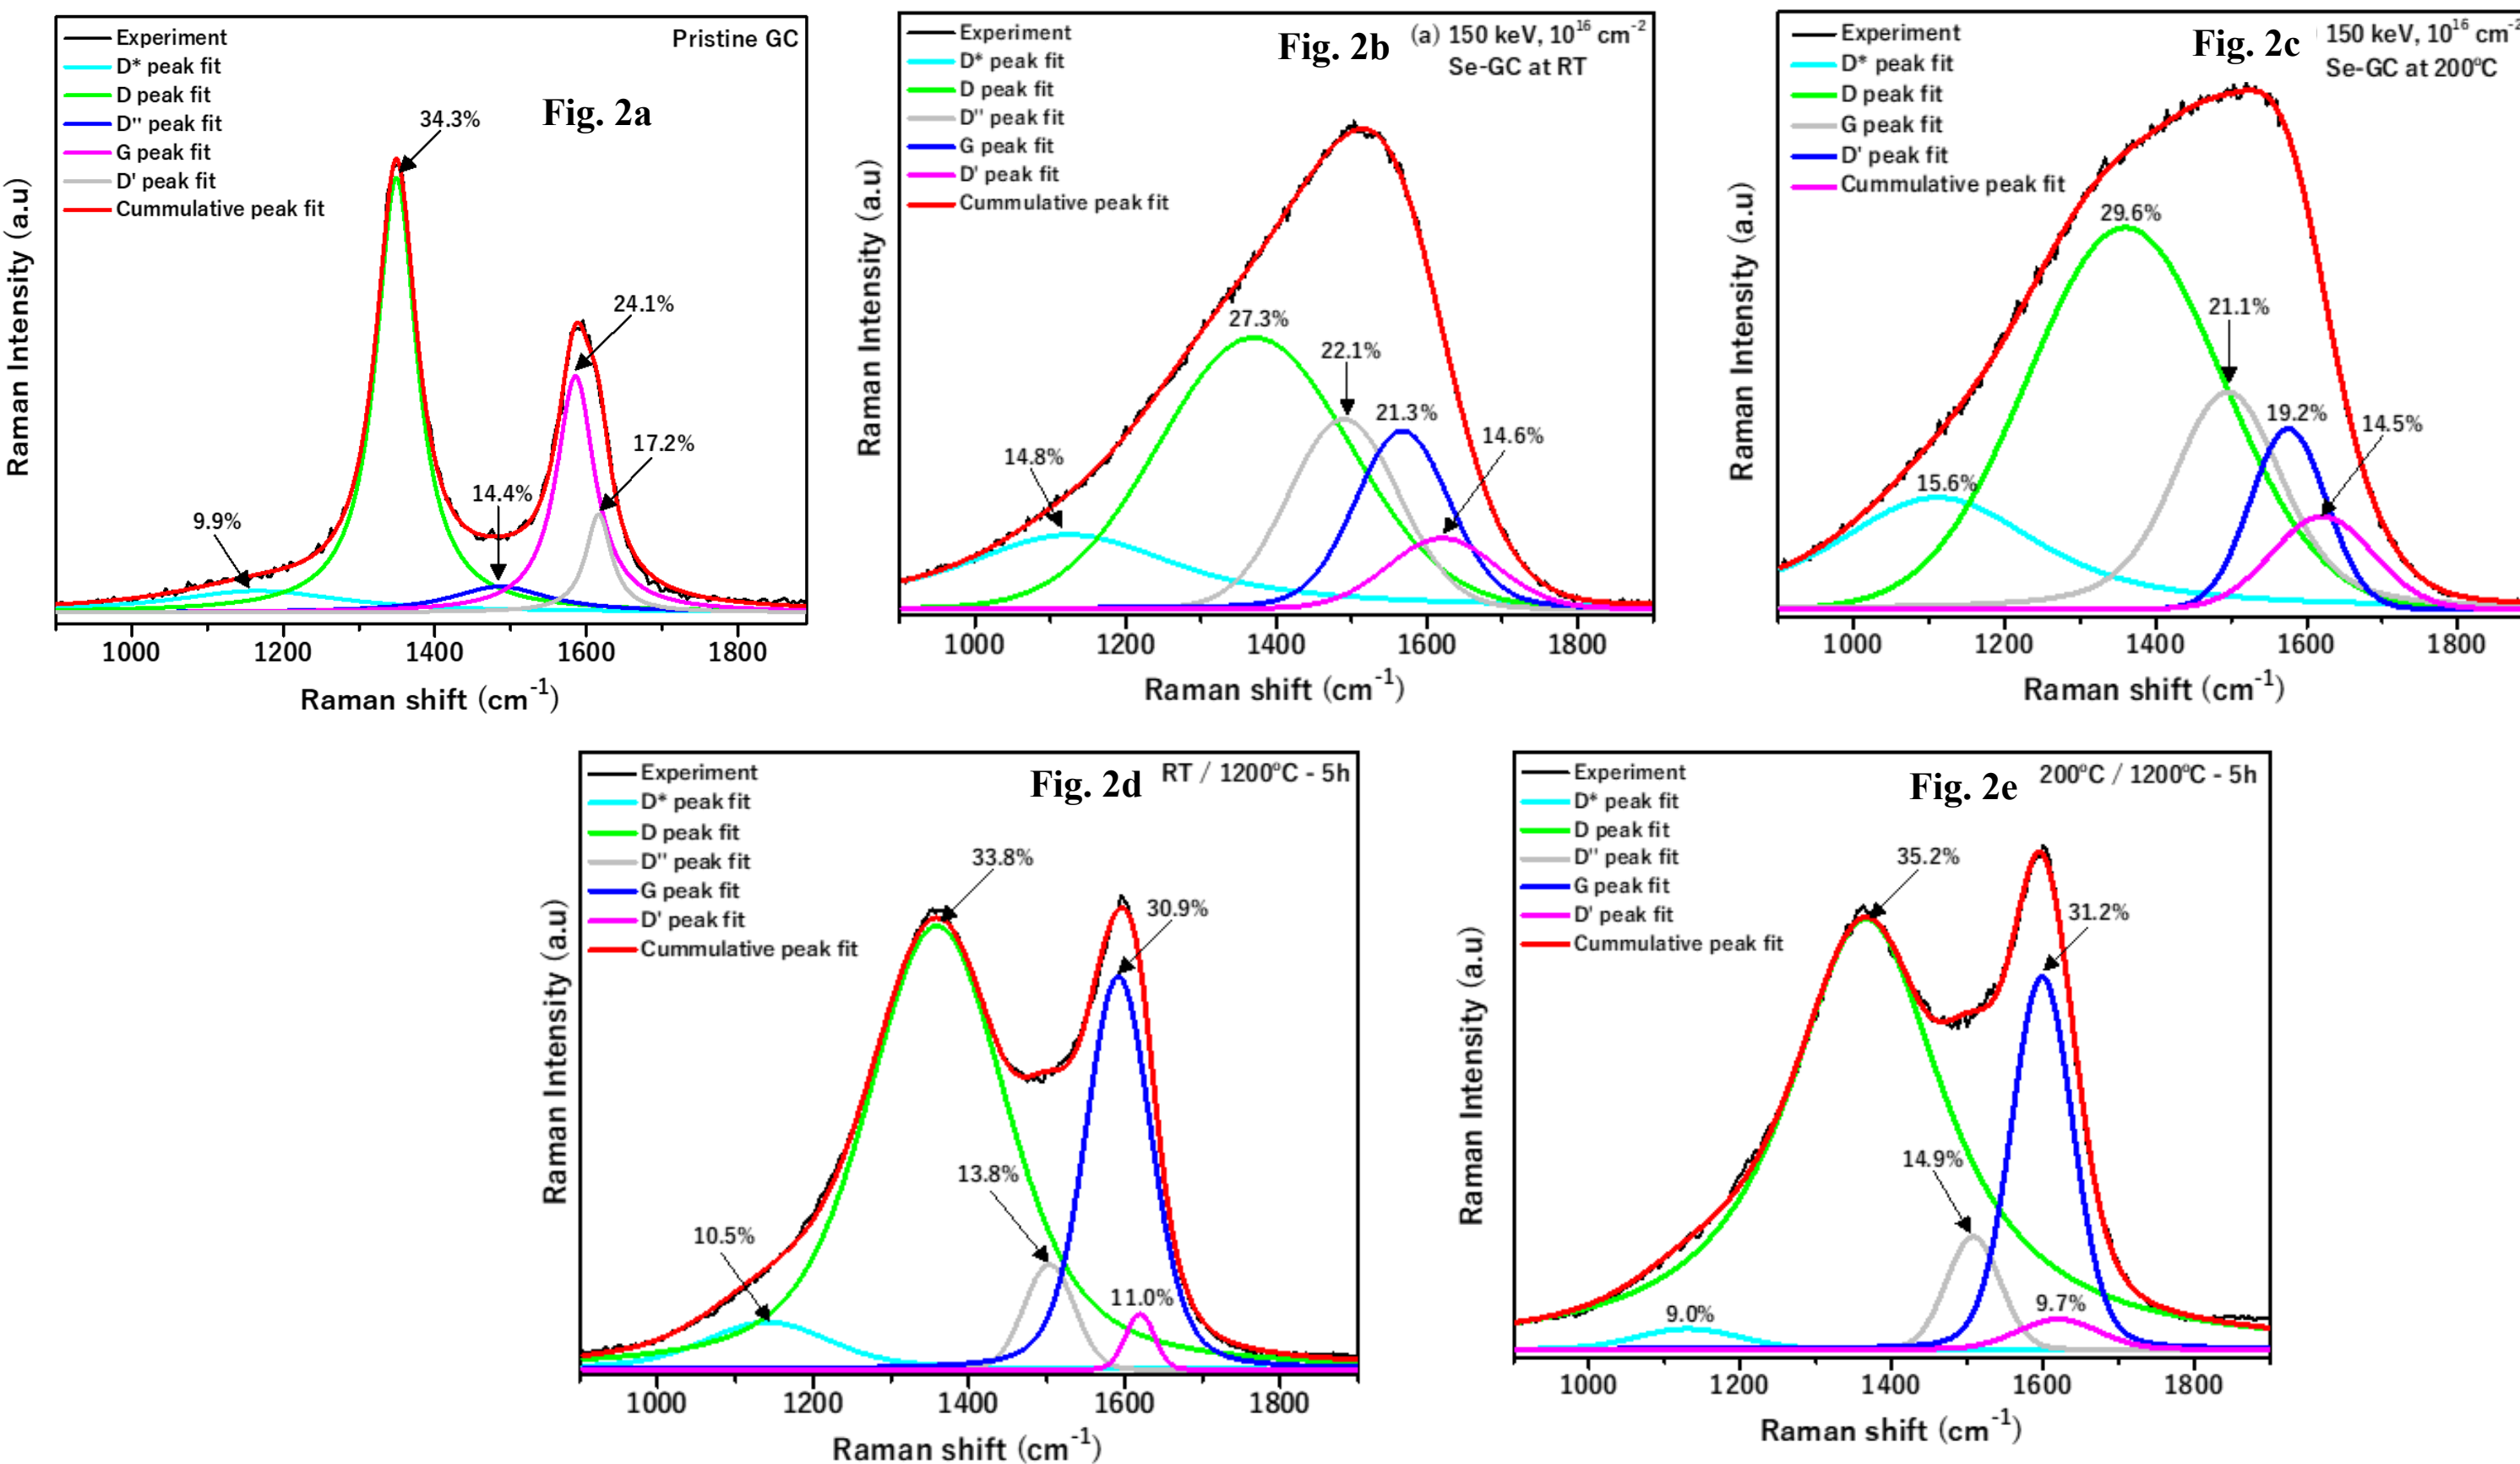 Experiment
D* peak fit
D peak fit
D" peak fit
G peak fit
D' peak fit
Cummulative peak fit
Pristine GC
Fig. 2a
34.3%
24.1%
17.2%
14.4%
9.9%
Raman Intensity (a.u)
1000 1200 1400 1600 1800
Raman shift (cm⁻¹)
Experiment
D* peak fit
D peak fit
D" peak fit
G peak fit
D' peak fit
Cummulative peak fit
Fig. 2b
(a) 150 keV, 10¹⁶ cm⁻²
Se-GC at RT
27.3%
22.1%
21.3%
14.6%
14.8%
Raman Intensity (a.u)
1000 1200 1400 1600 1800
Raman shift (cm⁻¹)
Experiment
D* peak fit
D peak fit
G peak fit
D' peak fit
Cummulative peak fit
Fig. 2c
150 keV, 10¹⁶ cm⁻²
Se-GC at 200°C
29.6%
21.1%
19.2%
14.5%
15.6%
Raman Intensity (a.u)
1000 1200 1400 1600 1800
Raman shift (cm⁻¹)
Experiment
D* peak fit
D peak fit
D" peak fit
G peak fit
D' peak fit
Cummulative peak fit
Fig. 2d
RT / 1200°C - 5h
33.8%
30.9%
13.8%
10.5%
11.0%
Raman Intensity (a.u)
1000 1200 1400 1600 1800
Raman shift (cm⁻¹)
Experiment
D* peak fit
D peak fit
D" peak fit
G peak fit
D' peak fit
Cummulative peak fit
Fig. 2e
200°C / 1200°C - 5h
35.2%
31.2%
14.9%
9.0%
9.7%
Raman Intensity (a.u)
1000 1200 1400 1600 1800
Raman shift (cm⁻¹)